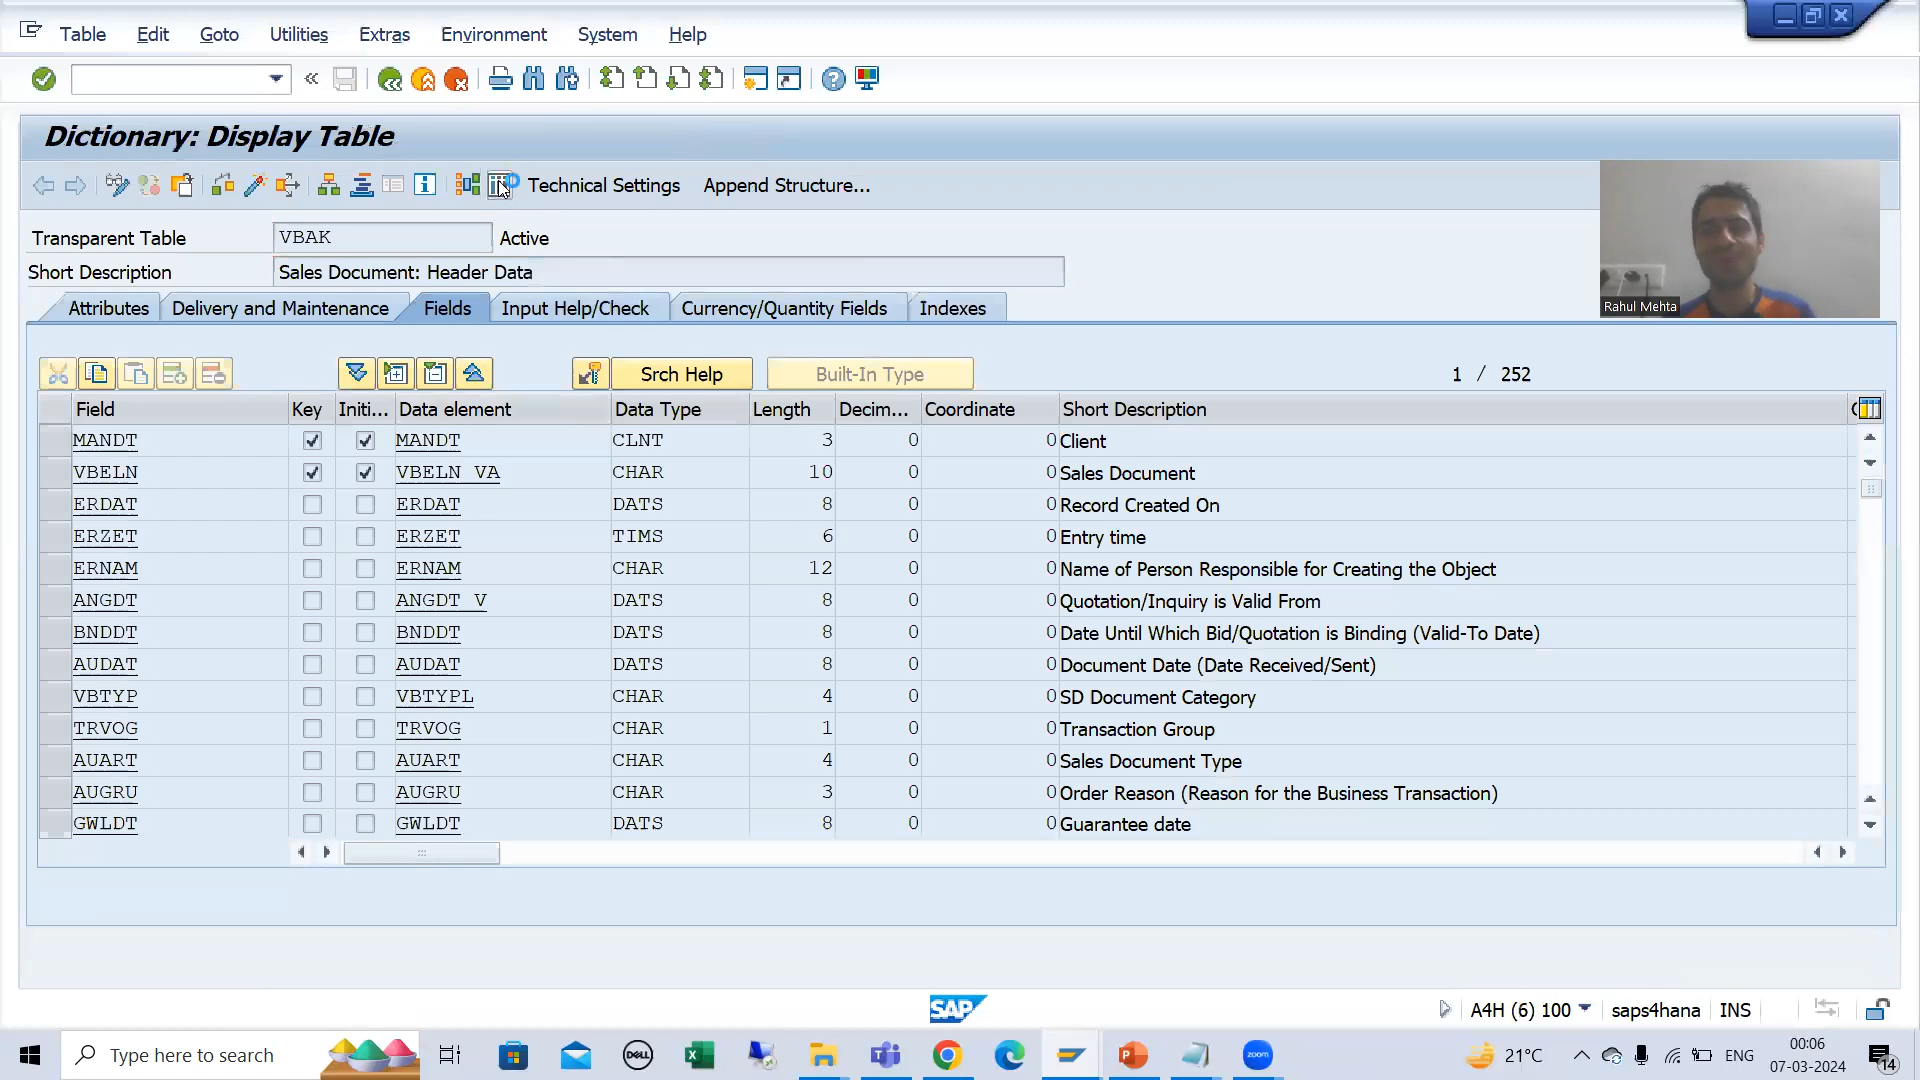 Table Edit Goto Utilities Extras Environment System Help
Dictionary: Display Table
Technical Settings Append Structure...
Transparent Table VBAK Active
Short Description Sales Document: Header Data
Attributes Delivery and Maintenance Fields Input Help/Check Currency/Quantity Fields Indexes
Rahul Mehta
Srch Help Built-In Type 1 / 252
Field Key Initi... Data element Data Type Length Decim... Coordinate Short Description
MANDT MANDT CLNT 3 0 0 Client
VBELN VBELN_VA CHAR 10 0 0 Sales Document
ERDAT ERDAT DATS 8 0 0 Record Created On
ERZET ERZET TIMS 6 0 0 Entry time
ERNAM ERNAM CHAR 12 0 0 Name of Person Responsible for Creating the Object
ANGDT ANGDT_V DATS 8 0 0 Quotation/Inquiry is Valid From
BNDDT BNDDT DATS 8 0 0 Date Until Which Bid/Quotation is Binding (Valid-To Date)
AUDAT AUDAT DATS 8 0 0 Document Date (Date Received/Sent)
VBTYP VBTYPL CHAR 4 0 0 SD Document Category
TRVOG TRVOG CHAR 1 0 0 Transaction Group
AUART AUART CHAR 4 0 0 Sales Document Type
AUGRU AUGRU CHAR 3 0 0 Order Reason (Reason for the Business Transaction)
GWLDT GWLDT DATS 8 0 0 Guarantee date
SAP A4H (6) 100 saps4hana INS
Type here to search DELL zoom 21°C ENG 00:06
07-03-2024 14